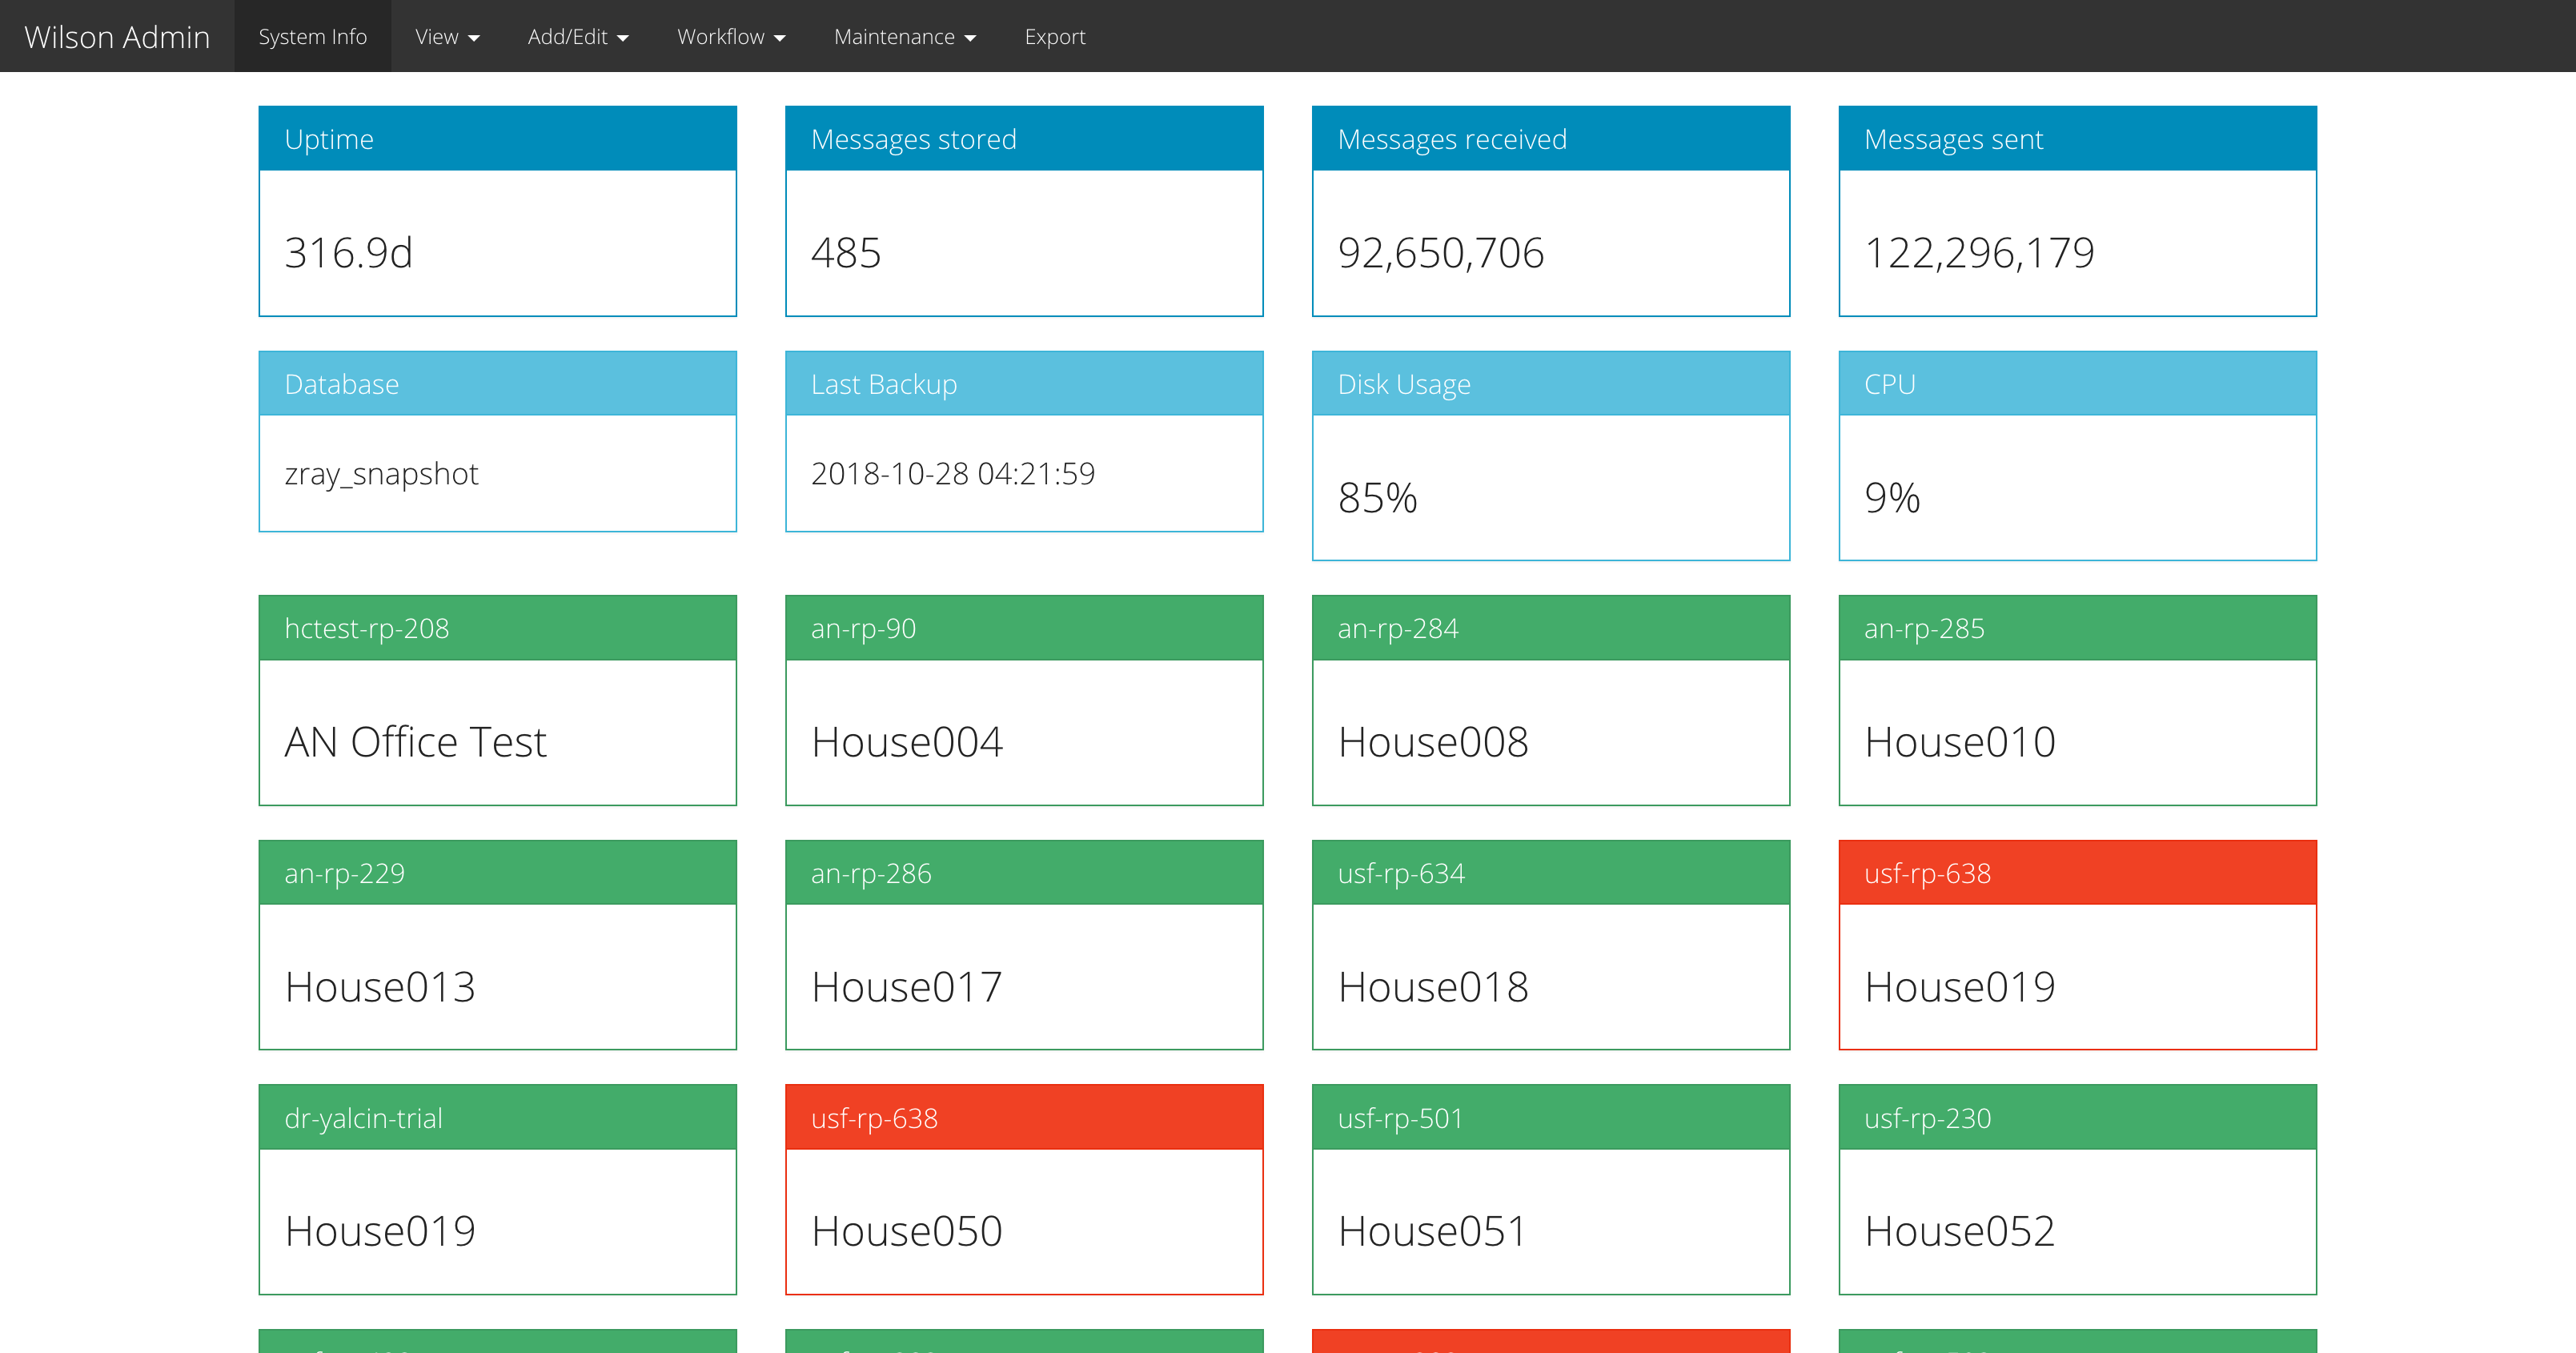 Wilson Admin System Info View Add/Edit Workflow Maintenance Export
Uptime Messages stored Messages received Messages sent
316.9d 485 92,650,706 122,296,179
Database Last Backup Disk Usage CPU
zray_snapshot 2018-10-28 04:21:59 85% 9%
hctest-rp-208 an-rp-90 an-rp-284 an-rp-285
AN Office Test House004 House008 House010
an-rp-229 an-rp-286 usf-rp-634 usf-rp-638
House013 House017 House018 House019
dr-yalcin-trial usf-rp-638 usf-rp-501 usf-rp-230
House019 House050 House051 House052